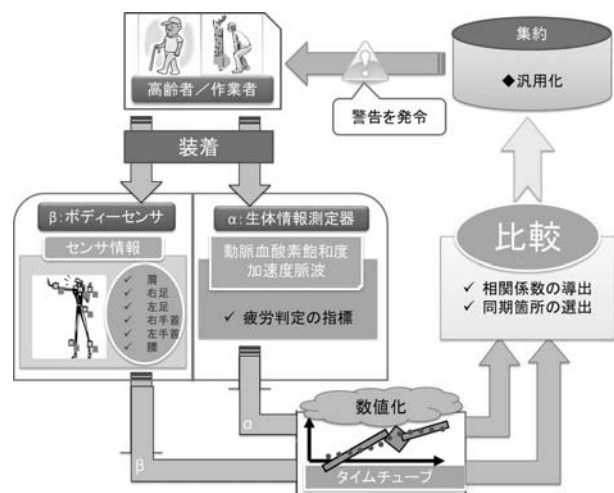 高齢者／作業者
集約
◆汎用化
警告を発令
装着
β:ボディーセンサ
センサ情報
✓ 肩
✓ 右足
✓ 左足
✓ 右手首
✓ 左手首
✓ 腰
α:生体情報測定器
動脈血酸素飽和度
加速度脈波
✓ 疲労判定の指標
比較
✓ 相関係数の導出
✓ 同期箇所の選出
α
β
数値化
タイムチューブ